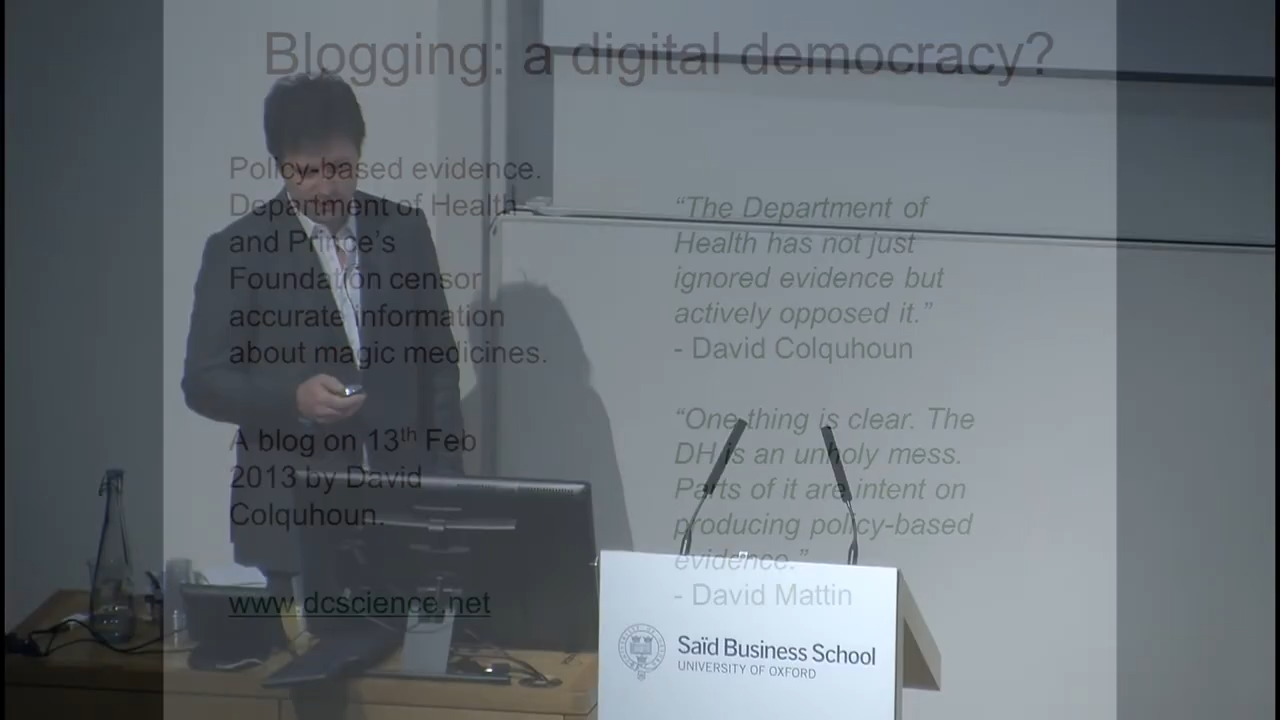 Blogging: a digital democracy?
Policy-based evidence.
Department of Health
and Prince's
Foundation censor
accurate information
about magic medicines.
A blog on 13th Feb
2013 by David
Colquhoun.
www.dcscience.net
“The Department of
Health has not just
ignored evidence but
actively opposed it.”
- David Colquhoun
“One thing is clear. The
DH is an unholy mess.
Parts of it are intent on
producing policy-based
evidence.”
- David Mattin
Saïd Business School
UNIVERSITY OF OXFORD